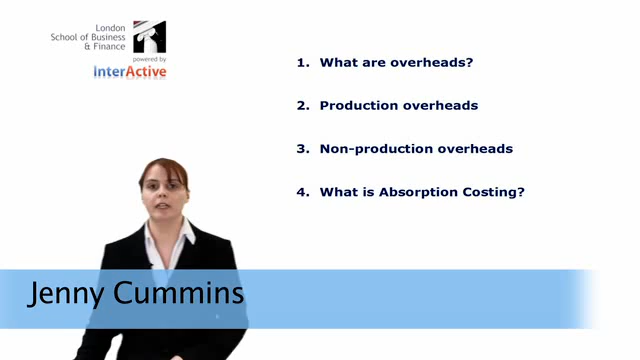 London
School of Business
& Finance
powered by
InterActive
1. What are overheads?
2. Production overheads
3. Non-production overheads
4. What is Absorption Costing?
Jenny Cummins